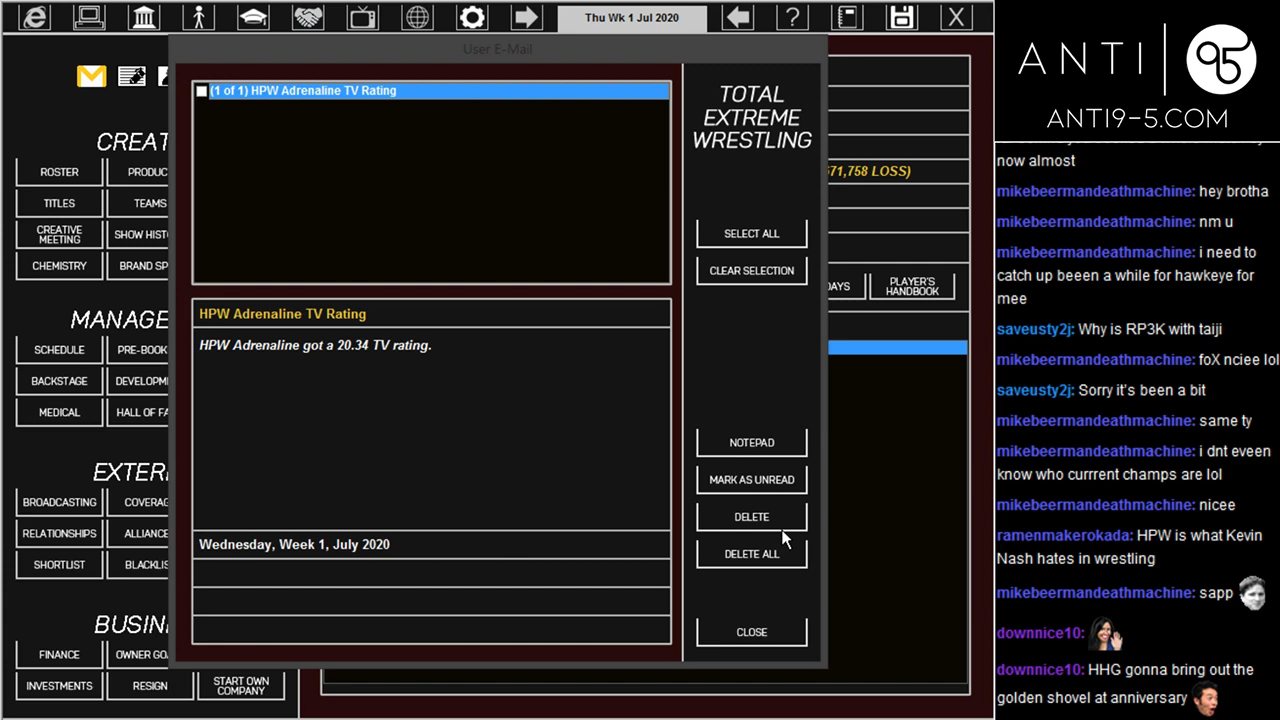 Thu Wk 1 Jul 2020
?
X
User E-Mail
(1 of 1) HPW Adrenaline TV Rating
HPW Adrenaline TV Rating
HPW Adrenaline got a 20.34 TV rating.
Wednesday, Week 1, July 2020
TOTAL
EXTREME
WRESTLING
SELECT ALL
CLEAR SELECTION
NOTEPAD
MARK AS UNREAD
DELETE
DELETE ALL
CLOSE
CREAT
ROSTER
PRODUC
TITLES
TEAMS
CREATIVE
MEETING
SHOW HIST
CHEMISTRY
BRAND SP
MANAGE
SCHEDULE
PRE-BOOK
BACKSTAGE
DEVELOPM
MEDICAL
HALL OF FA
EXTER
BROADCASTING
COVERAG
RELATIONSHIPS
ALLIANC
SHORTLIST
BLACKLIS
BUSIN
FINANCE
OWNER GO
INVESTMENTS
RESIGN
START OWN
COMPANY
71,758 LOSS)
DAYS
PLAYER'S
HANDBOOK
ANTI
95
ANTI9-5.COM
now almost
mikebeermandeathmachine: hey brotha
mikebeermandeathmachine: nm u
mikebeermandeathmachine: i need to
catch up beeen a while for hawkeye for
mee
saveusty2j: Why is RP3K with taiji
mikebeermandeathmachine: foX nciee lol
saveusty2j: Sorry it's been a bit
mikebeermandeathmachine: same ty
mikebeermandeathmachine: i dnt eveen
know who currrent champs are lol
mikebeermandeathmachine: nicee
ramenmakerokada: HPW is what Kevin
Nash hates in wrestling
mikebeermandeathmachine: sapp
downnice10:
downnice10: HHG gonna bring out the
golden shovel at anniversary